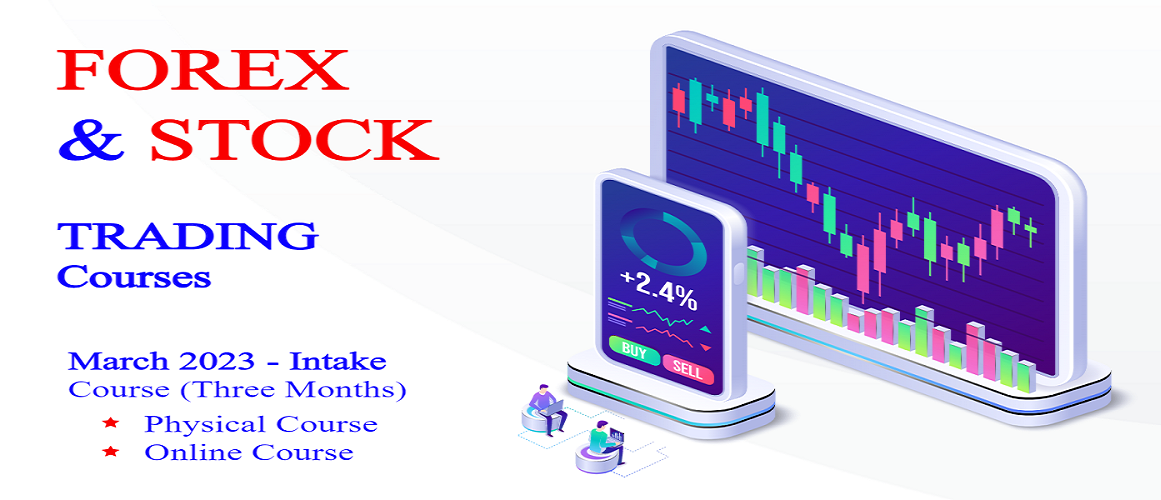 FOREX
& STOCK
TRADING
Courses
March 2023 - Intake
Course (Three Months)
Physical Course
Online Course
+2.4%
BUY SELL